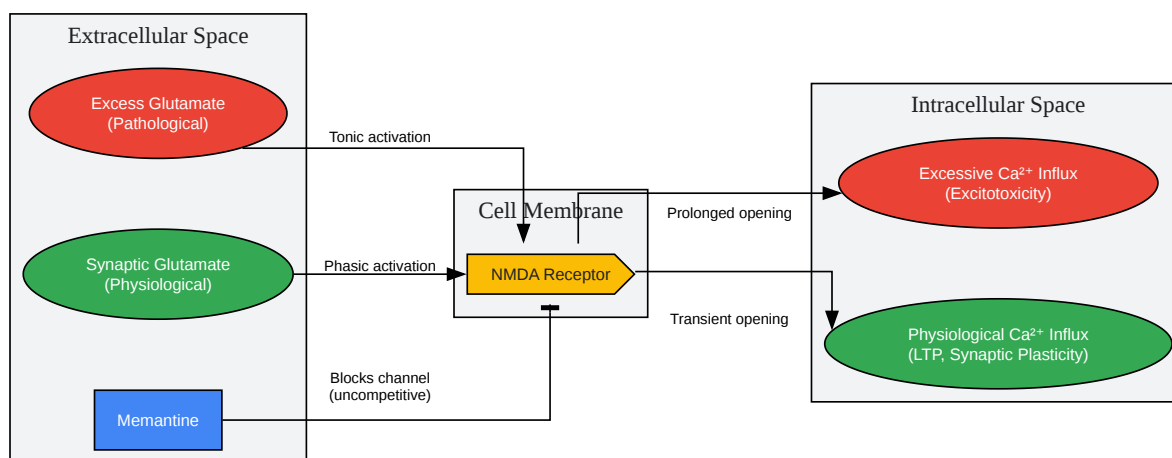 Extracellular Space
Excess Glutamate
(Pathological)
Tonic activation
Synaptic Glutamate
(Physiological)
Phasic activation
Memantine
Blocks channel
(uncompetitive)
Cell Membrane
NMDA Receptor
Prolonged opening
Transient opening
Intracellular Space
Excessive Ca²⁺ Influx
(Excitotoxicity)
Physiological Ca²⁺ Influx
(LTP, Synaptic Plasticity)